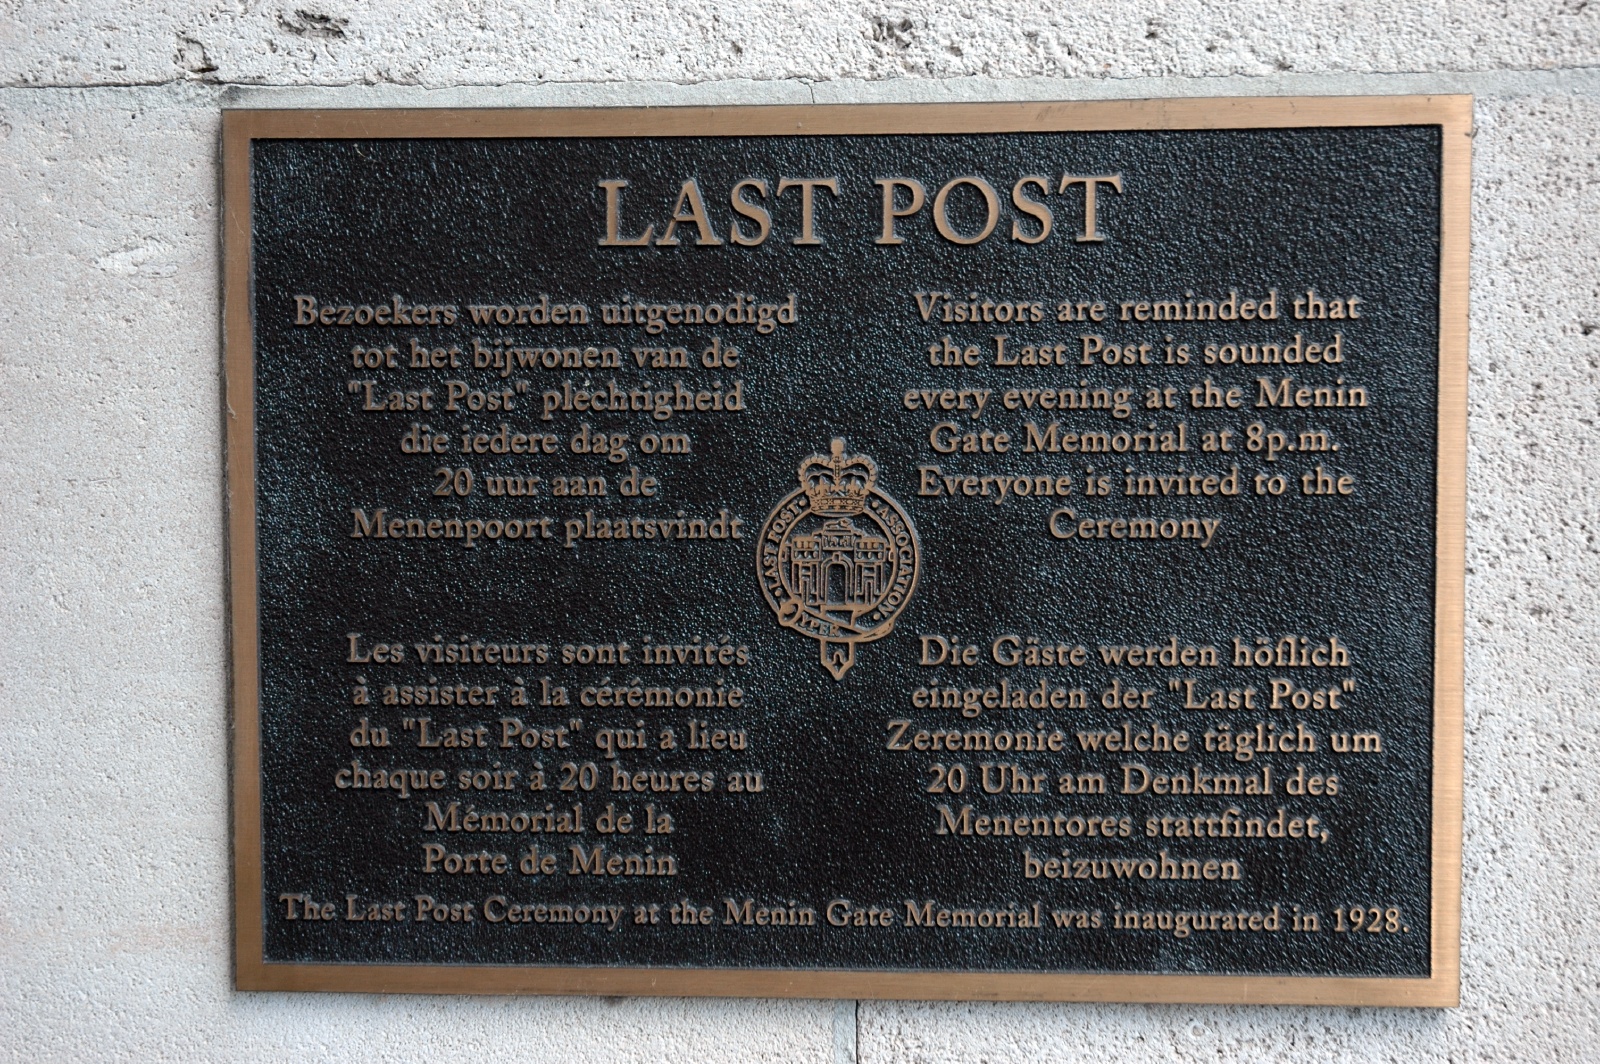 LAST POST
Bezoekers worden uitgenodigd
tot het bijwonen van de
"Last Post" pléchtigheid
die iedere dag om
20 uur aan de
Menenpoort plaatsvindt
Visitors are reminded that
the Last Post is sounded
every evening at the Menin
Gate Memorial at 8p.m.
Everyone is invited to the
Ceremony
LAST POST ASSOCIATION
YPER
Les visiteurs sont invités
à assister à la cérémonie
du "Last Post" qui a lieu
chaque soir à 20 heures au
Mémorial de la
Porte de Menin
Die Gäste werden höflich
eingeladen der "Last Post"
Zeremonie welche täglich um
20 Uhr am Denkmal des
Menentores stattfindet,
beizuwohnen
The Last Post Ceremony at the Menin Gate Memorial was inaugurated in 1928.